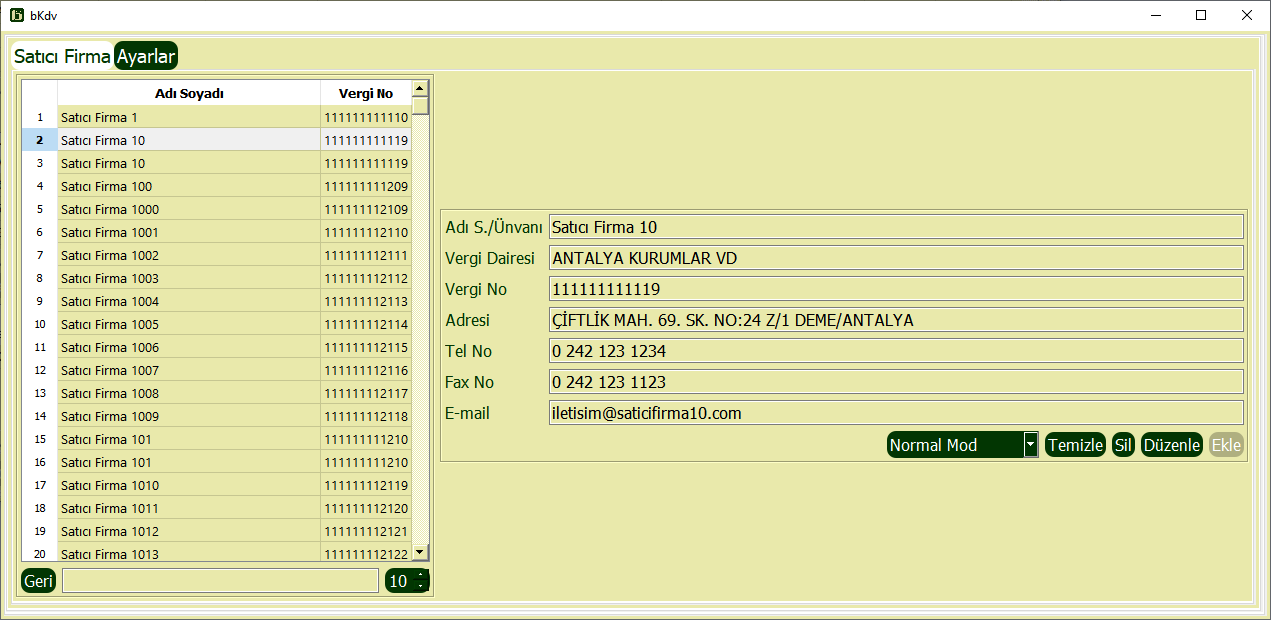 bKdv
Satıcı Firma Ayarlar
Adı Soyadı Vergi No
1 Satıcı Firma 1 111111111110
2 Satıcı Firma 10 111111111119
3 Satıcı Firma 10 111111111119
4 Satıcı Firma 100 111111111209
5 Satıcı Firma 1000 111111112109
6 Satıcı Firma 1001 111111112110
7 Satıcı Firma 1002 111111112111
8 Satıcı Firma 1003 111111112112
9 Satıcı Firma 1004 111111112113
10 Satıcı Firma 1005 111111112114
11 Satıcı Firma 1006 111111112115
12 Satıcı Firma 1007 111111112116
13 Satıcı Firma 1008 111111112117
14 Satıcı Firma 1009 111111112118
15 Satıcı Firma 101 111111111210
16 Satıcı Firma 101 111111111210
17 Satıcı Firma 1010 111111112119
18 Satıcı Firma 1011 111111112120
19 Satıcı Firma 1012 111111112121
20 Satıcı Firma 1013 111111112122
Geri 10
Adı S./Ünvanı Satıcı Firma 10
Vergi Dairesi ANTALYA KURUMLAR VD
Vergi No 111111111119
Adresi ÇİFTLİK MAH. 69. SK. NO:24 Z/1 DEME/ANTALYA
Tel No 0 242 123 1234
Fax No 0 242 123 1123
E-mail iletisim@saticifirma10.com
Normal Mod Temizle Sil Düzenle Ekle